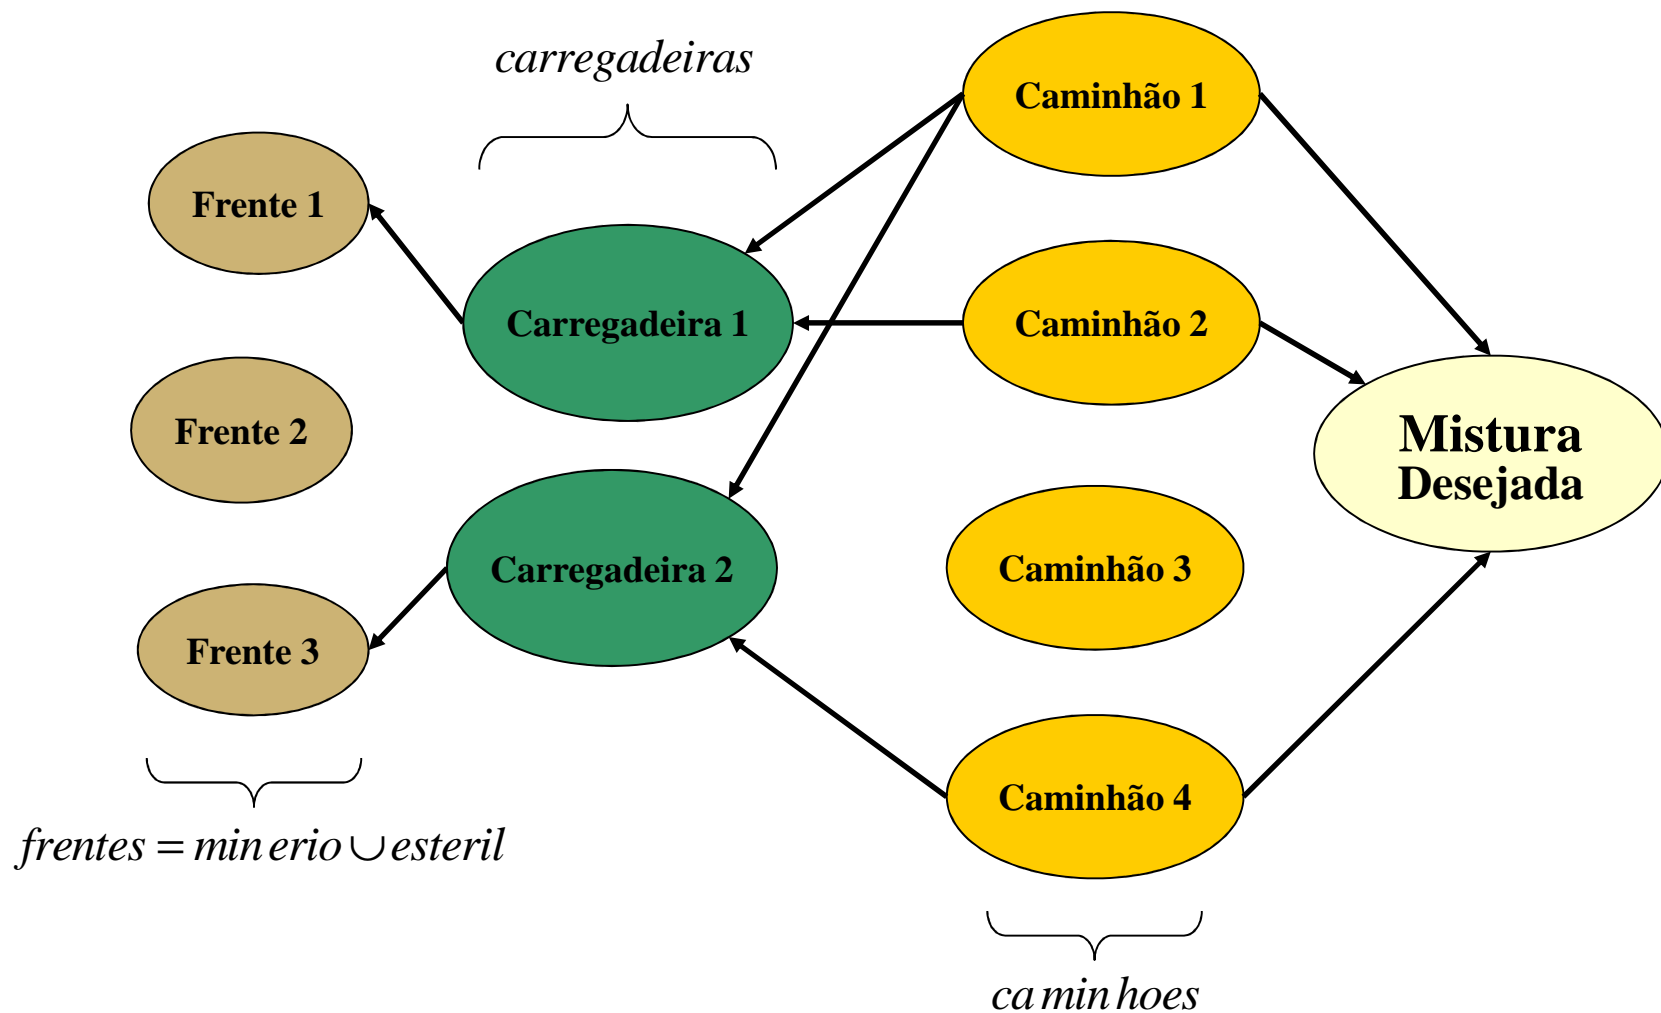 carregadeiras
Caminhão 1
Frente 1
Carregadeira 1
Caminhão 2
Frente 2
Mistura
Desejada
Carregadeira 2
Caminhão 3
Frente 3
Caminhão 4
frentes = min erio ∪ esteril
ca min hoes